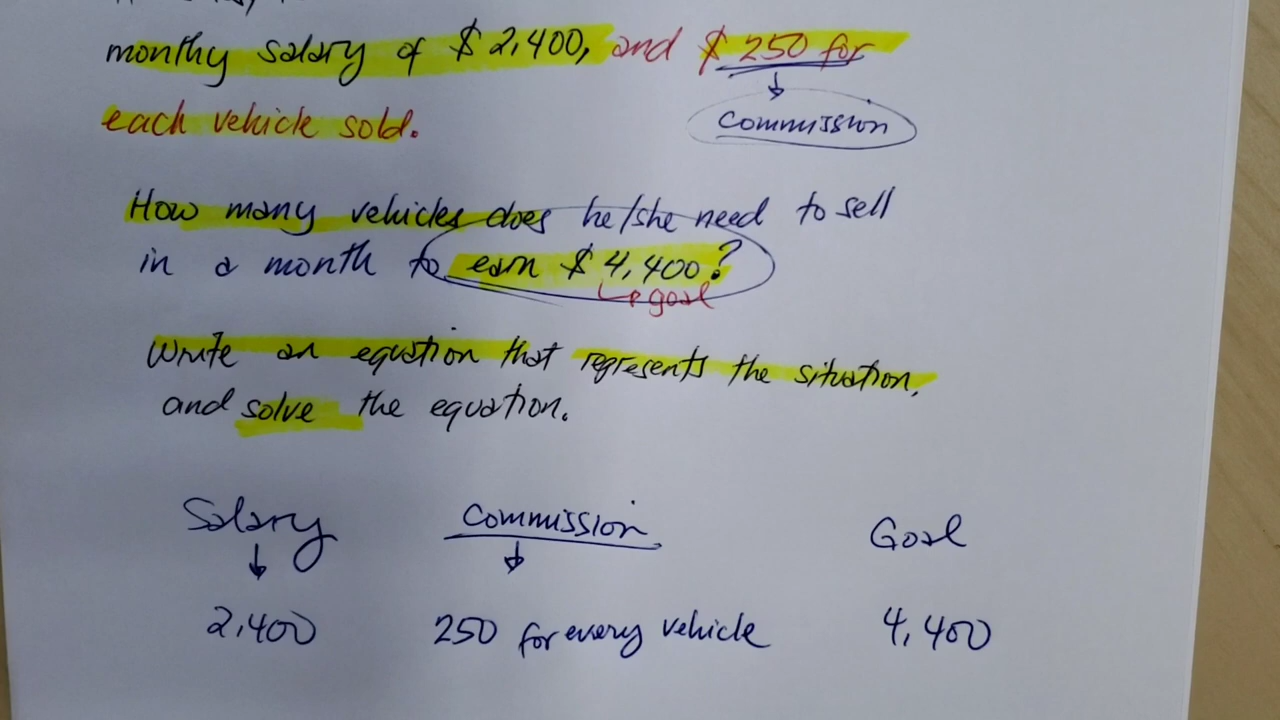 monthy salary of $ 2,400, and $ 250 for
each vehicle sold.
commission
How many vehicles does he/she need to sell
in a month to earn $ 4,400?
goal
Write an equation that represents the situation,
and solve the equation.
Salary Commission Goal
2,400 250 for every vehicle 4,400